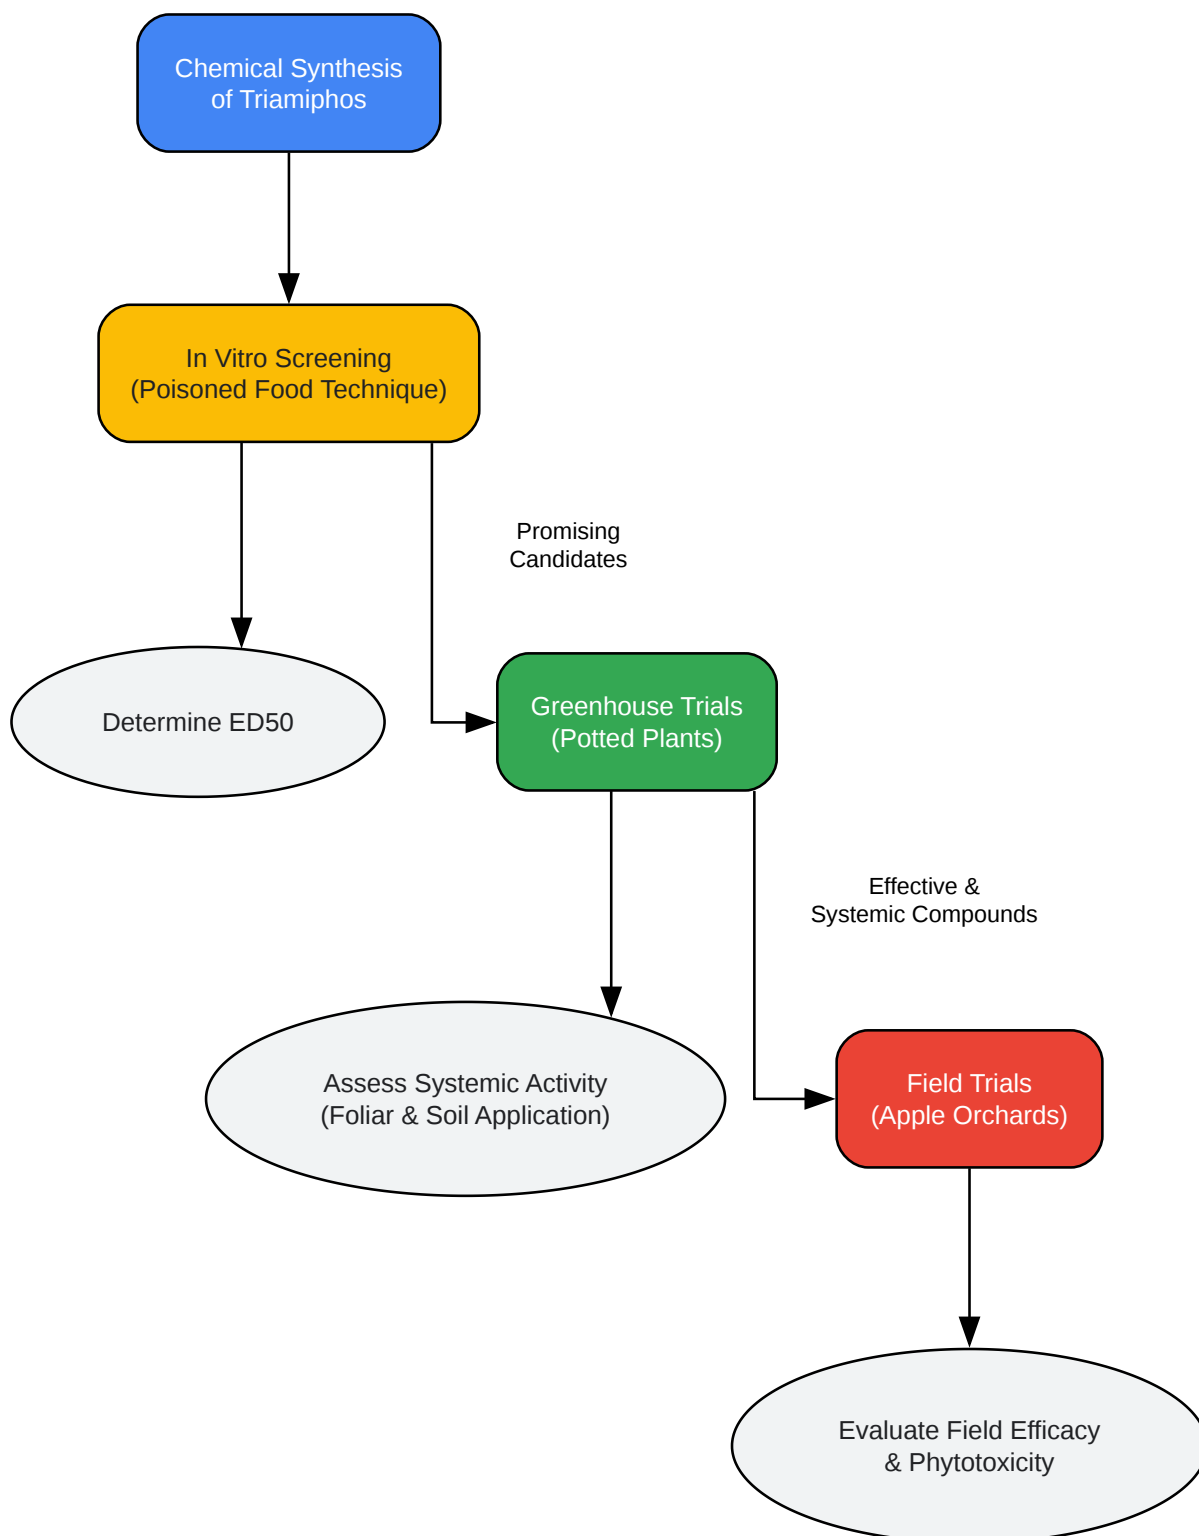 Chemical Synthesis
of Triamiphos
In Vitro Screening
(Poisoned Food Technique)
Promising
Candidates
Determine ED50
Greenhouse Trials
(Potted Plants)
Effective &
Systemic Compounds
Assess Systemic Activity
(Foliar & Soil Application)
Field Trials
(Apple Orchards)
Evaluate Field Efficacy
& Phytotoxicity